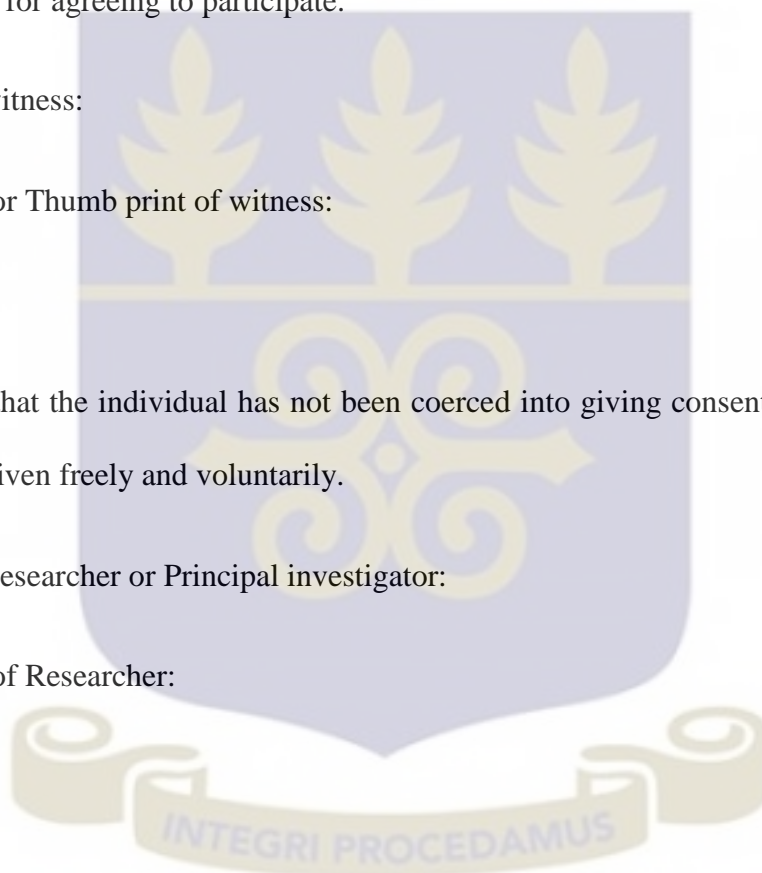 for agreeing to participate.
witness:
or Thumb print of witness:
hat the individual has not been coerced into giving consent
iven freely and voluntarily.
esearcher or Principal investigator:
of Researcher:
INTEGRI PROCEDAMUS